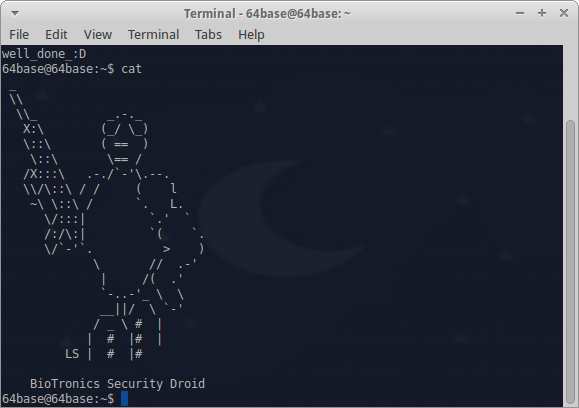 Terminal - 64base@64base: ~
File Edit View Terminal Tabs Help
well_done_:D
64base@64base:~$ cat
LS
BioTronics Security Droid
64base@64base:~$